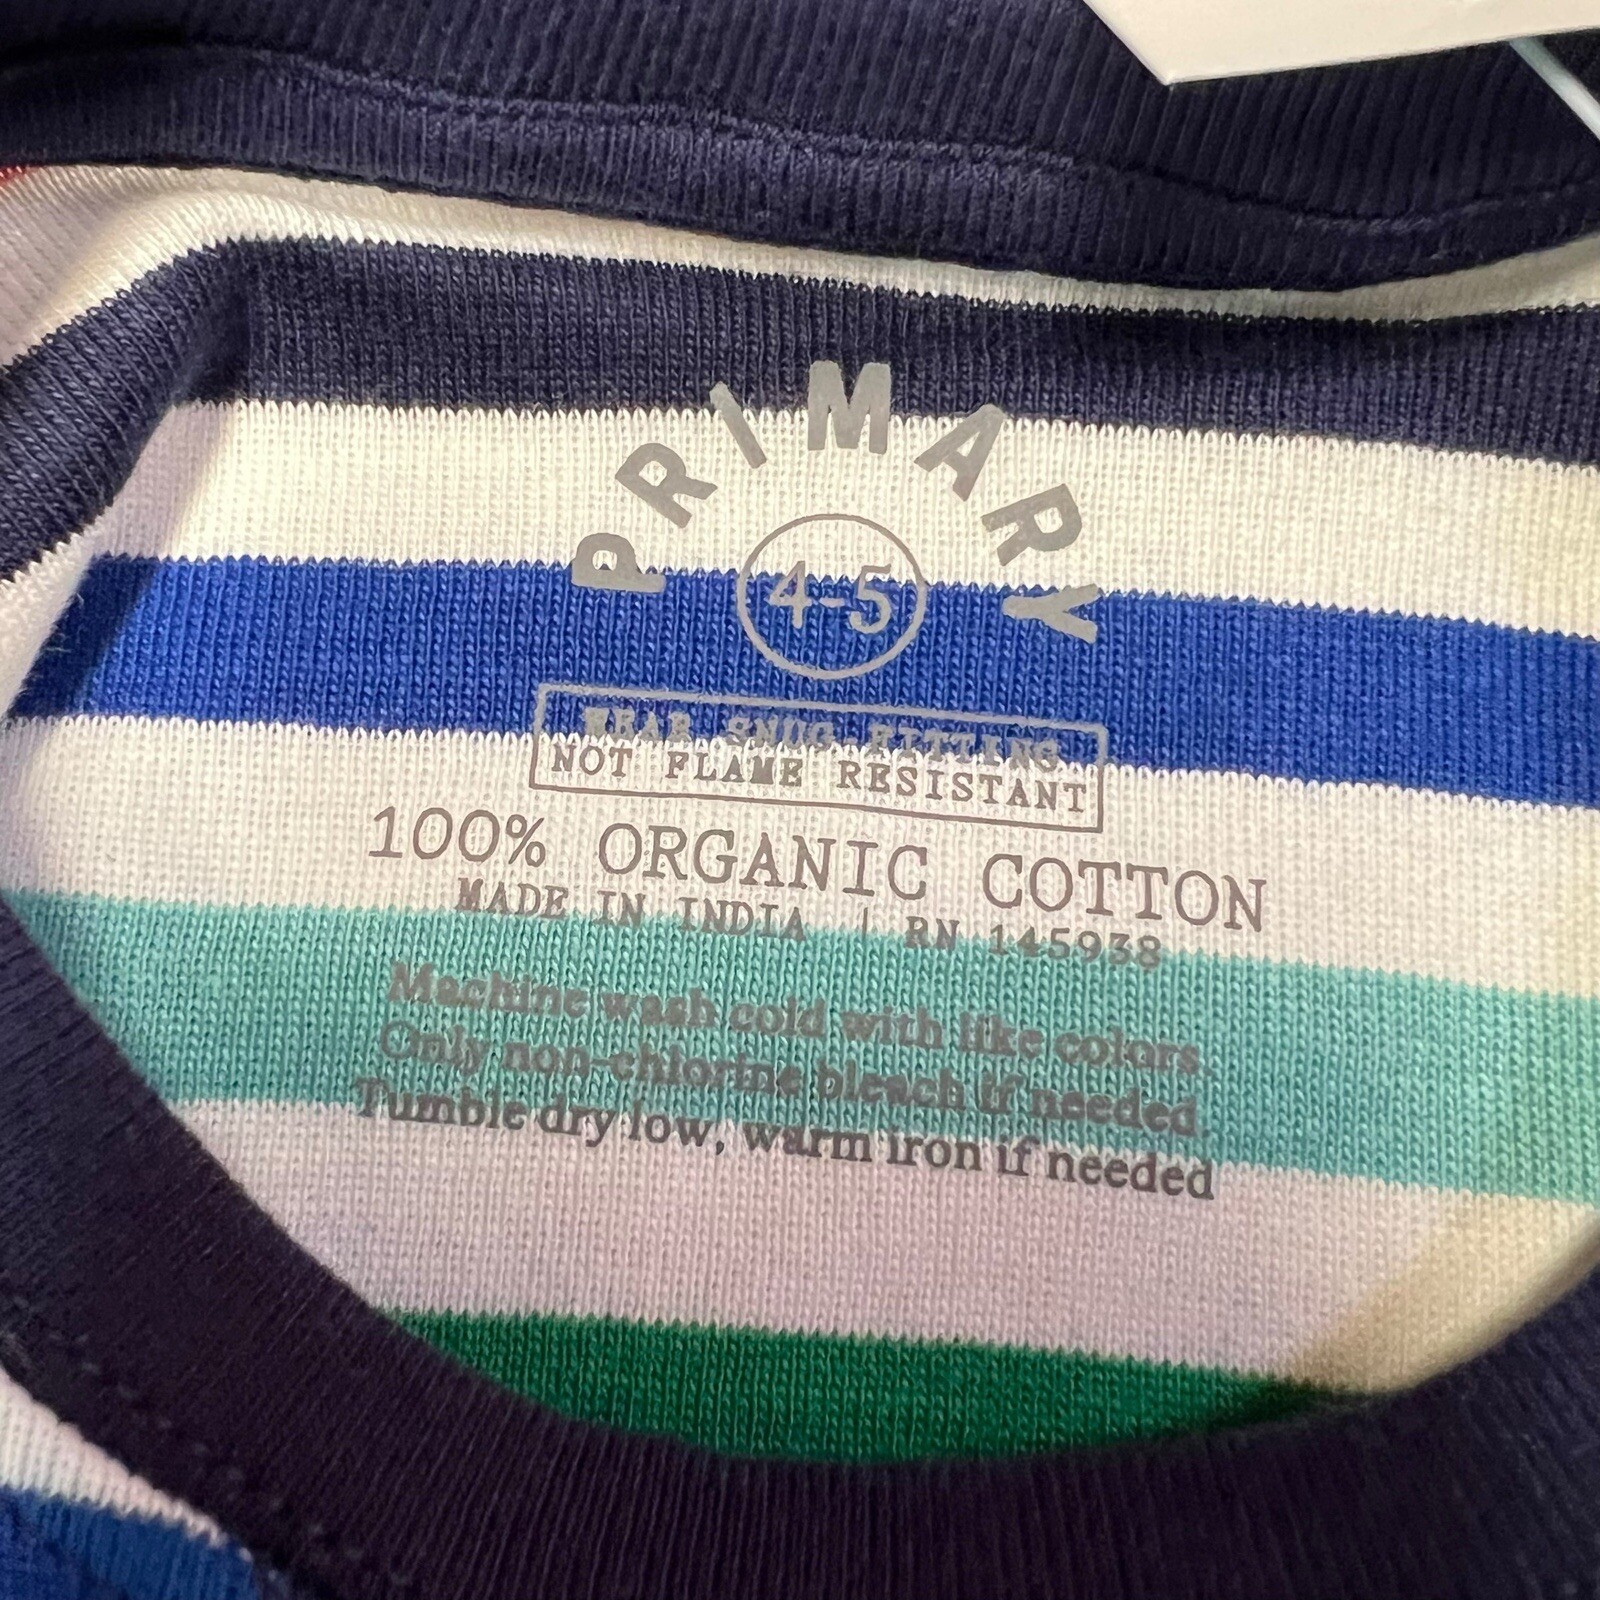 PRIMARY
4-5
WEAR SNUG FITTING
NOT FLAME RESISTANT
100% ORGANIC COTTON
MADE IN INDIA | RN 145938
Machine wash cold with like colors.
Only non-chlorine bleach if needed.
Tumble dry low, warm iron if needed